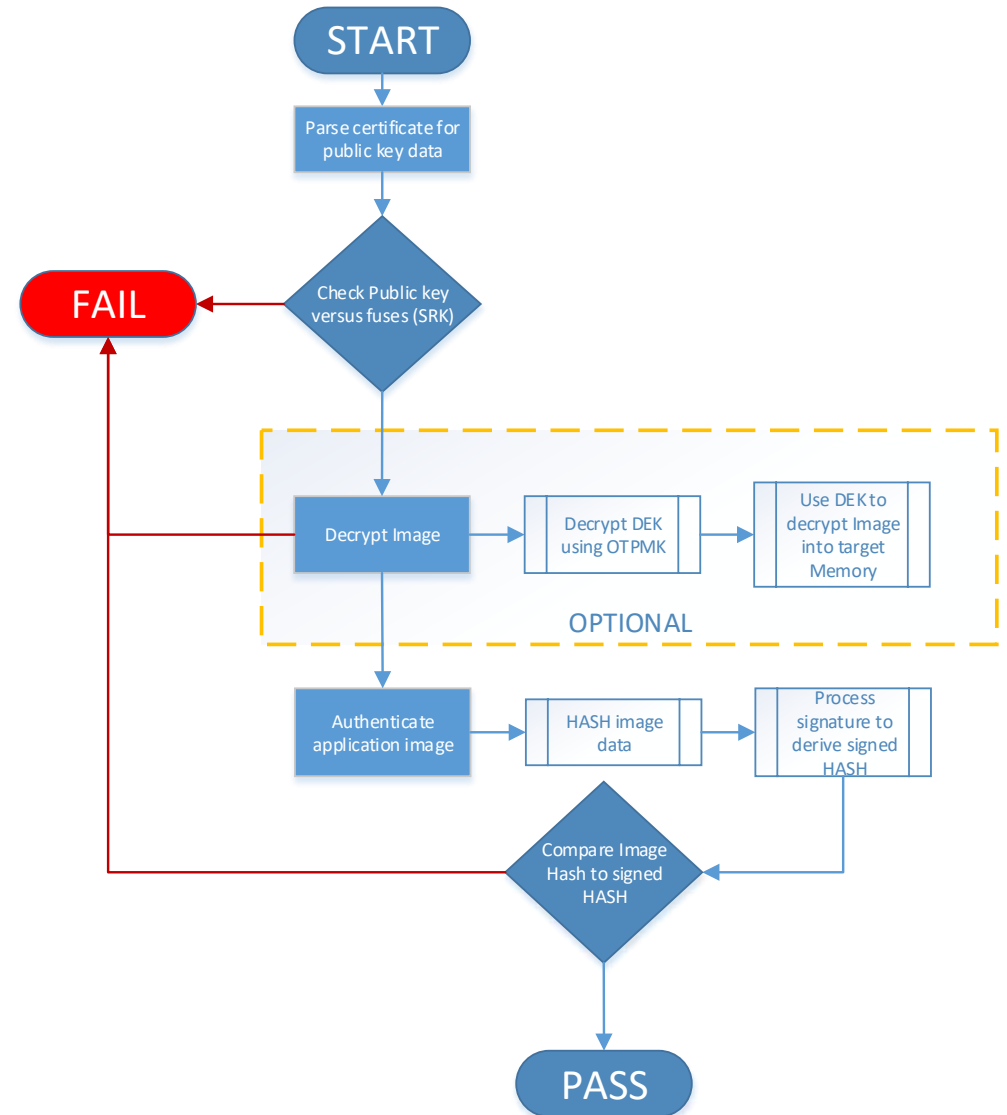 START
Parse certificate for
public key data
Check Public key
versus fuses (SRK)
FAIL
Decrypt Image
Decrypt DEK
using OTPMK
Use DEK to
decrypt Image
into target
Memory
OPTIONAL
Authenticate
application image
HASH image
data
Process
signature to
derive signed
HASH
Compare Image
Hash to signed
HASH
PASS